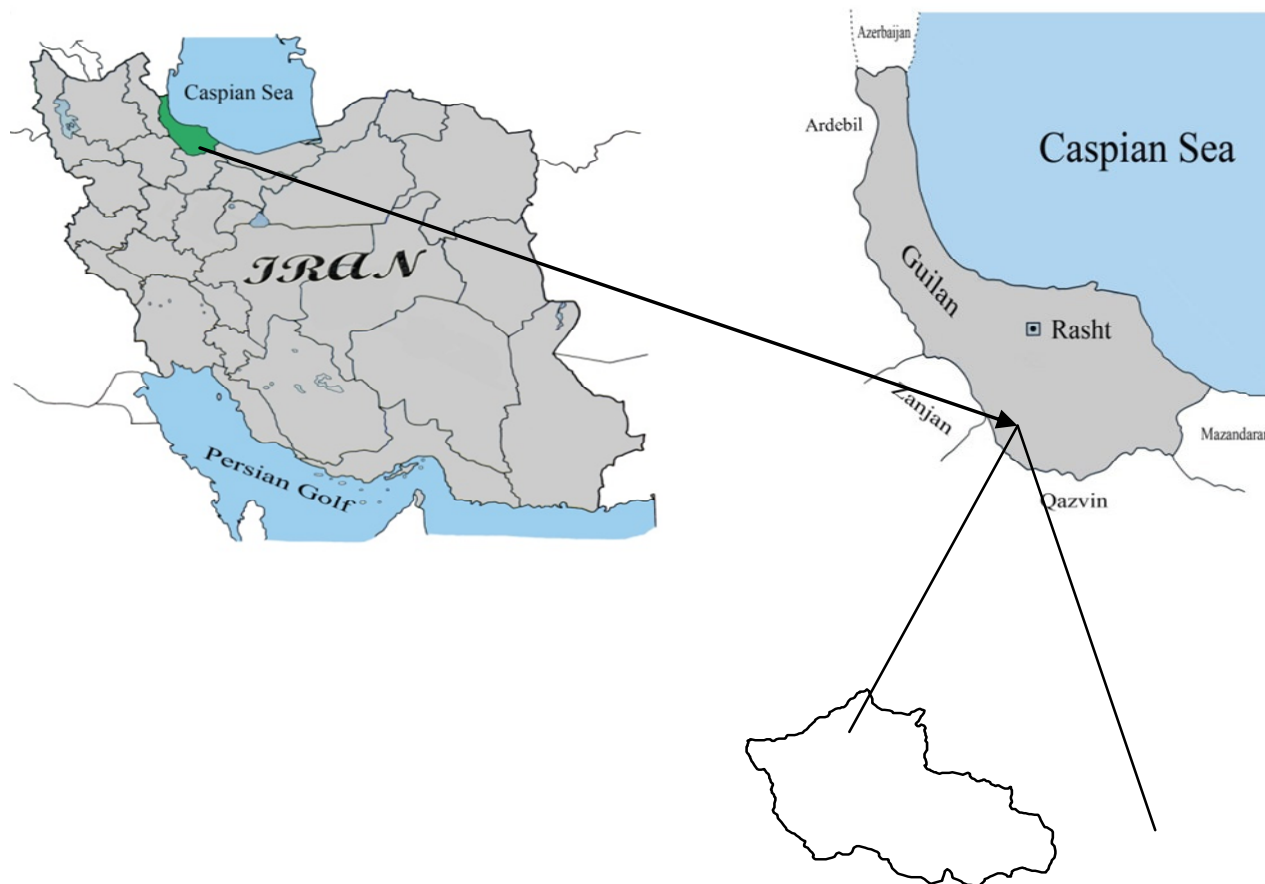 Caspian Sea
IRAN
Persian Golf
Azerbaijan
Ardebil
Caspian Sea
Guilan
Rasht
Zanjan
Mazandaran
Qazvin